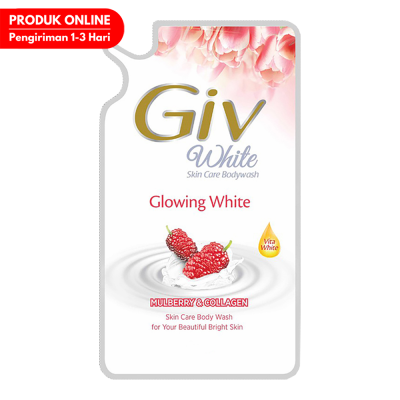 PRODUK ONLINE
Pengiriman 1-3 Hari
Giv
White
Skin Care Bodywash
Glowing White
Vita
White
MULBERRY & COLLAGEN
Skin Care Body Wash
for Your Beautiful Bright Skin